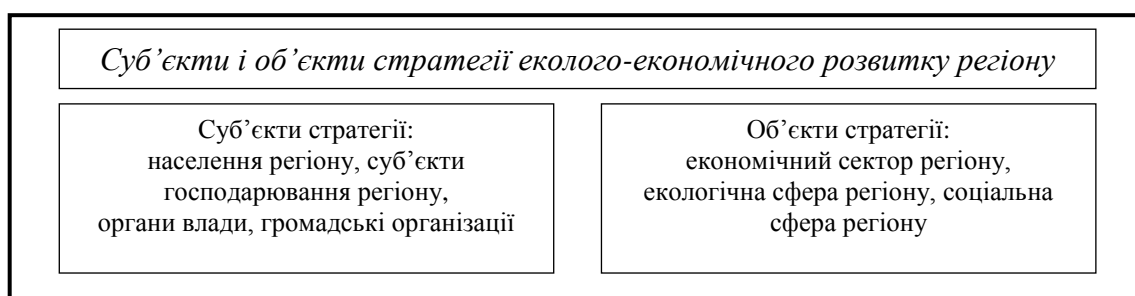 Суб’єкти і об’єкти стратегії еколого-економічного розвитку регіону
Суб’єкти стратегії:
населення регіону, суб’єкти
господарювання регіону,
органи влади, громадські організації
Об’єкти стратегії:
економічний сектор регіону,
екологічна сфера регіону, соціальна
сфера регіону